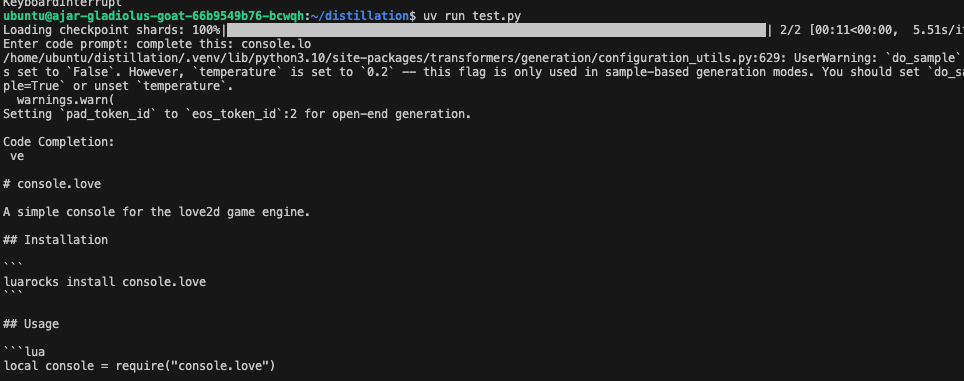 KeyboardInterrupt
ubuntu@ajar-gladiolus-goat-66b9549b76-bcwqh:~/distillation$ uv run test.py
Loading checkpoint shards: 100%| | 2/2 [00:11<00:00,  5.51s/it
Enter code prompt: complete this: console.lo
/home/ubuntu/distillation/.venv/lib/python3.10/site-packages/transformers/generation/configuration_utils.py:629: UserWarning: `do_sample`
s set to `False`. However, `temperature` is set to `0.2` -- this flag is only used in sample-based generation modes. You should set `do_sa
ple=True` or unset `temperature`.
  warnings.warn(
Setting `pad_token_id` to `eos_token_id`:2 for open-end generation.
Code Completion:
 ve
# console.love
A simple console for the love2d game engine.
## Installation
```
luarocks install console.love
```
## Usage
```lua
local console = require("console.love")